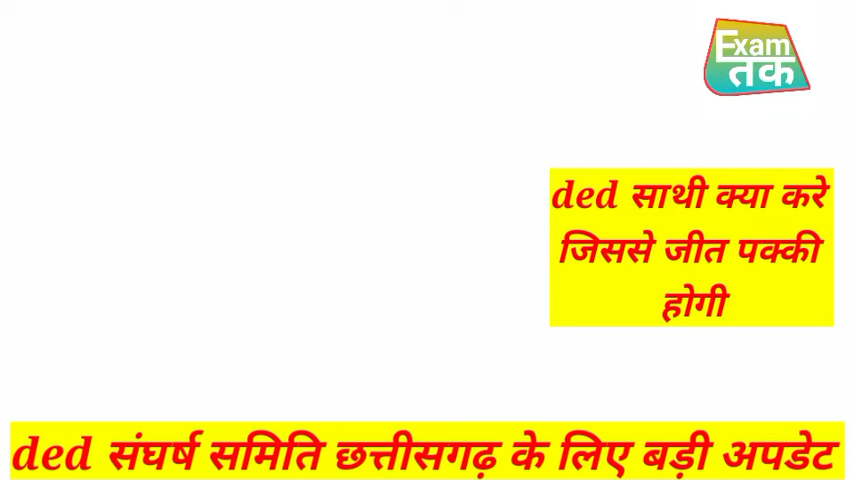 Exam
तक
ded साथी क्या करे
जिससे जीत पक्की
होगी
ded संघर्ष समिति छत्तीसगढ़ के लिए बड़ी अपडेट